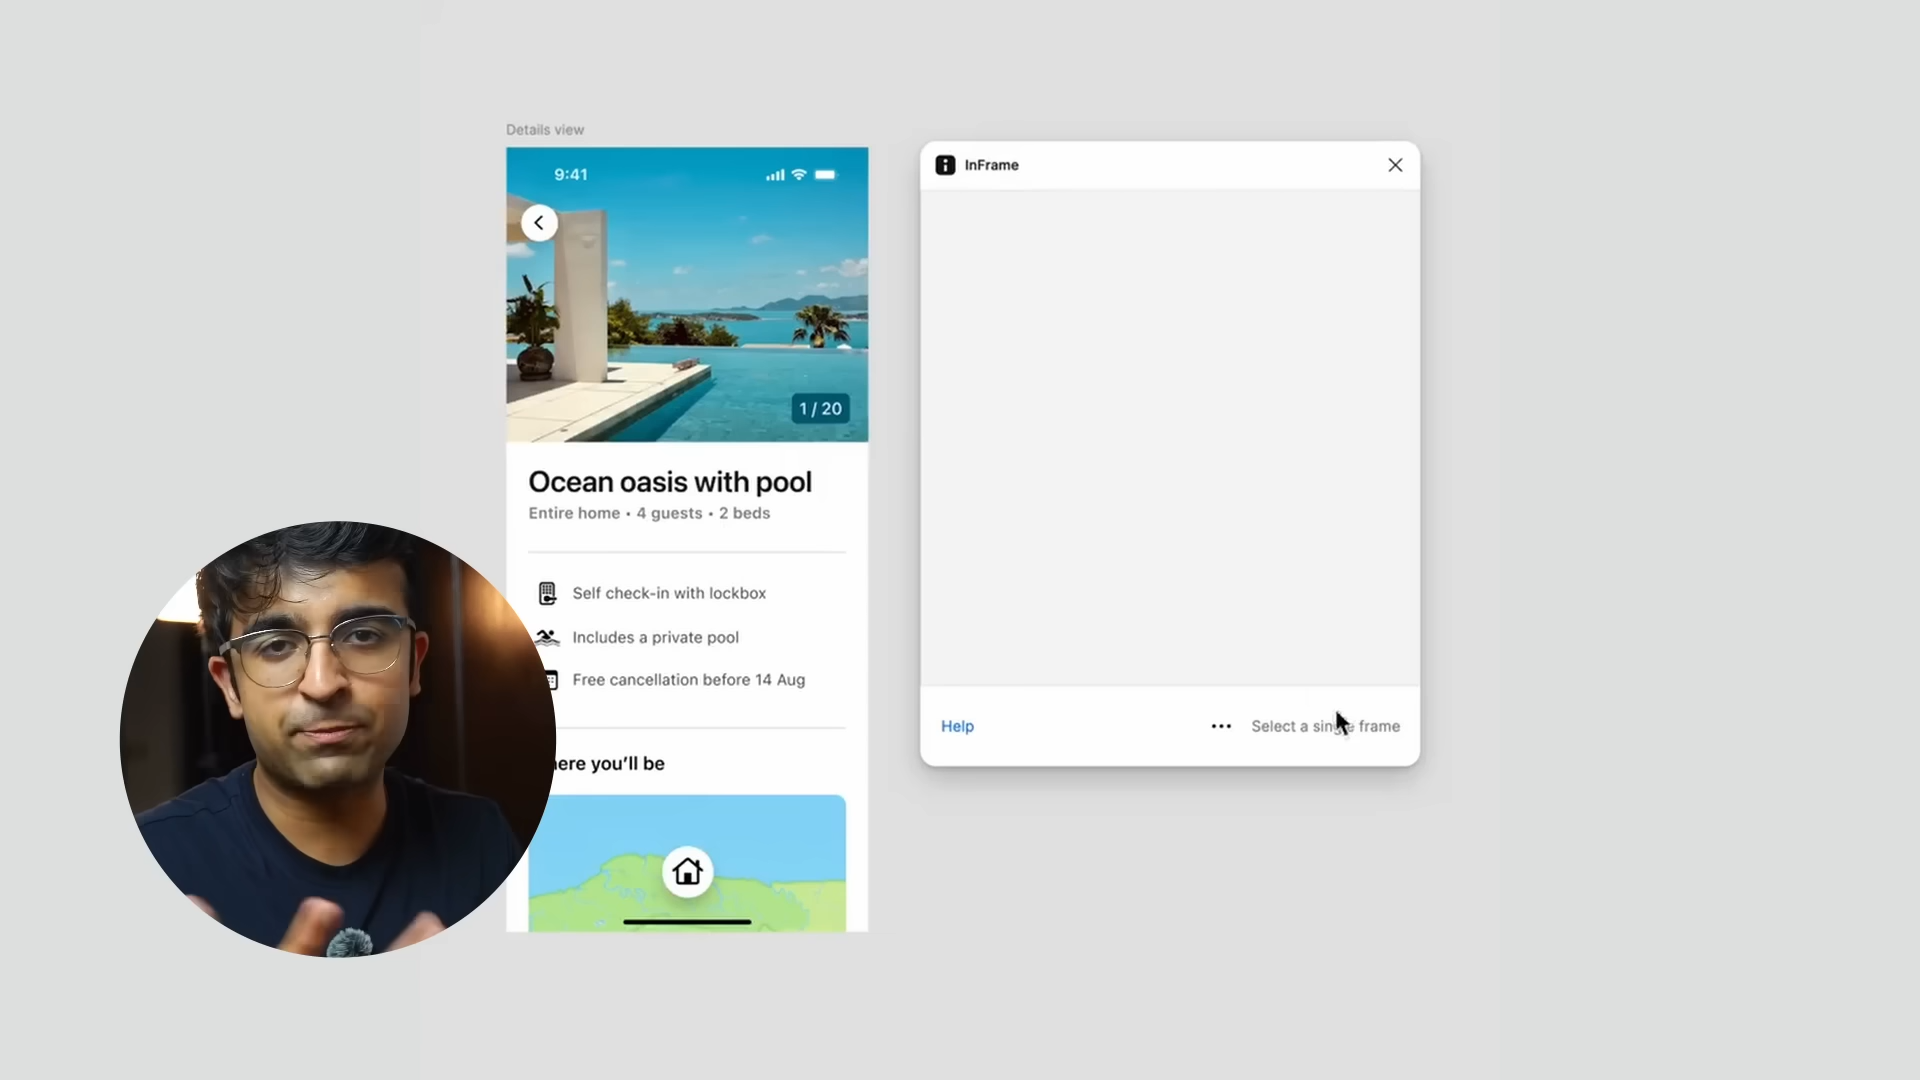 Details view
9:41
1 / 20
Ocean oasis with pool
Entire home • 4 guests • 2 beds
Self check-in with lockbox
Includes a private pool
Free cancellation before 14 Aug
ere you’ll be
InFrame
Help
Select a single frame